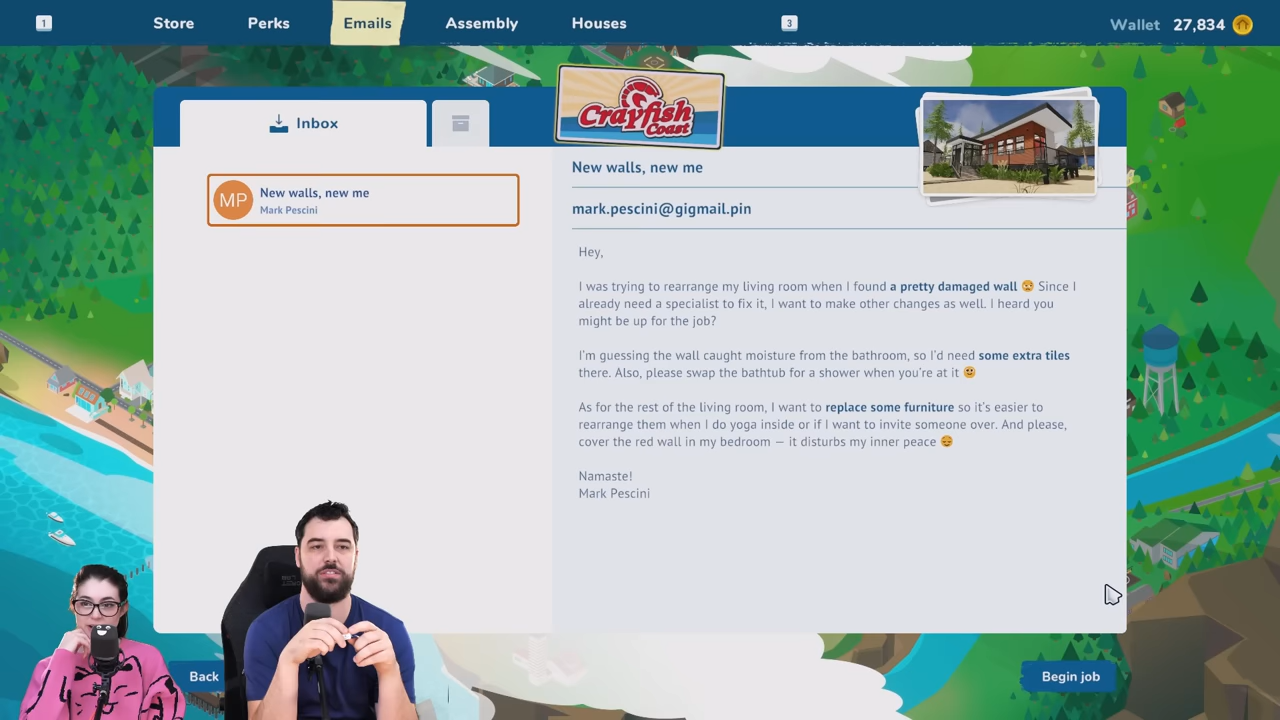 1
Store
Perks
Emails
Assembly
Houses
3
Wallet 27,834
Inbox
Crayfish
Coast
MP
New walls, new me
Mark Pescini
New walls, new me
mark.pescini@gigmail.pin
Hey,
I was trying to rearrange my living room when I found a pretty damaged wall 😥 Since I
already need a specialist to fix it, I want to make other changes as well. I heard you
might be up for the job?
I'm guessing the wall caught moisture from the bathroom, so I'd need some extra tiles
there. Also, please swap the bathtub for a shower when you're at it 🙂
As for the rest of the living room, I want to replace some furniture so it's easier to
rearrange them when I do yoga inside or if I want to invite someone over. And please,
cover the red wall in my bedroom — it disturbs my inner peace 😌
Namaste!
Mark Pescini
Back
Begin job